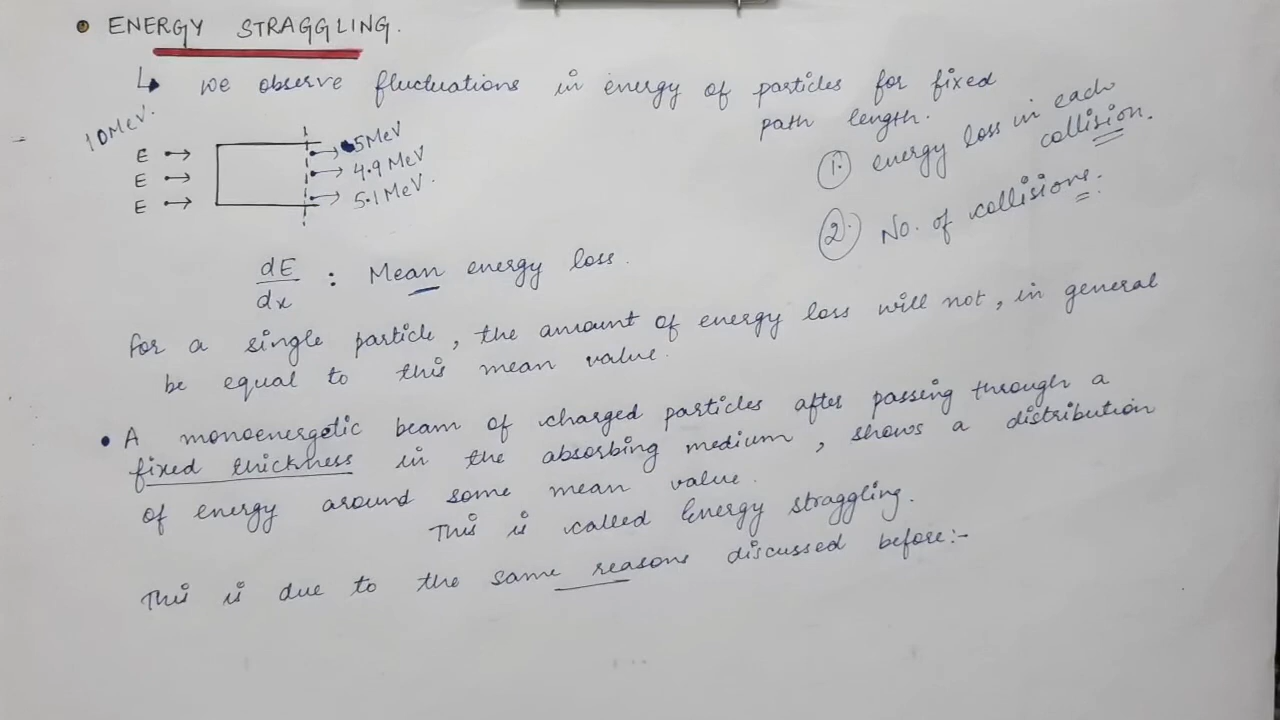 ENERGY STRAGGLING.
we observe fluctuations in energy of particles for fixed
path length.
10 MeV.
E → 5 MeV
E → 4.9 MeV
E → 5.1 MeV.
1. energy loss in each
collision.
2. No. of collisions.
dE/dx : Mean energy loss.
For a single particle, the amount of energy loss will not, in general
be equal to this mean value.
• A monoenergetic beam of charged particles after passing through a
fixed thickness in the absorbing medium, shows a distribution
of energy around some mean value.
This is called Energy straggling.
This is due to the same reasons discussed before:-